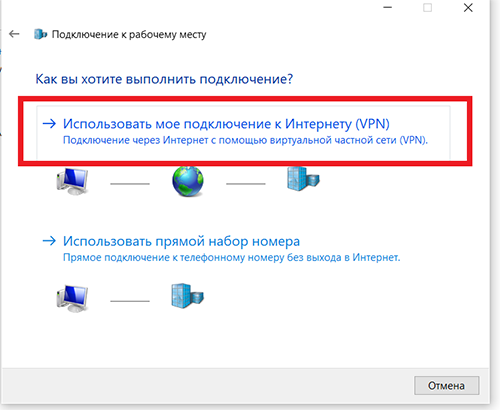 Подключение к рабочему месту
Как вы хотите выполнить подключение?
Использовать мое подключение к Интернету (VPN)
Подключение через Интернет с помощью виртуальной частной сети (VPN).
Использовать прямой набор номера
Прямое подключение к телефонному номеру без выхода в Интернет.
Отмена